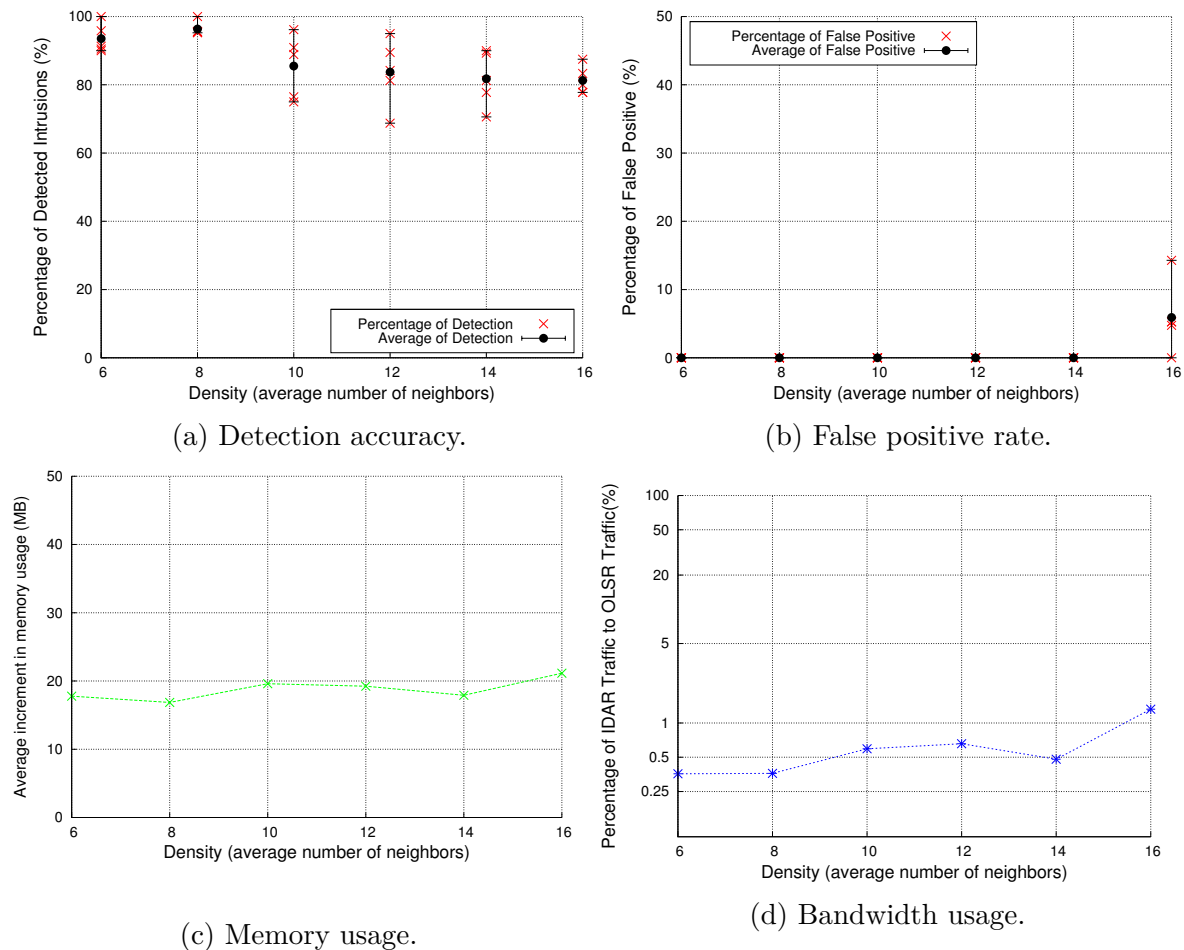 Percentage of Detected Intrusions (%)
100
80
60
40
20
0
Percentage of Detection
Average of Detection
6 8 10 12 14 16
Density (average number of neighbors)
(a) Detection accuracy.
Percentage of False Positive (%)
50
40
30
20
10
0
Percentage of False Positive
Average of False Positive
6 8 10 12 14 16
Density (average number of neighbors)
(b) False positive rate.
Average increment in memory usage (MB)
50
40
30
20
10
0
6 8 10 12 14 16
Density (average number of neighbors)
(c) Memory usage.
Percentage of IDAR Traffic to OLSR Traffic(%)
100
50
20
5
1
0.5
0.25
6 8 10 12 14 16
Density (average number of neighbors)
(d) Bandwidth usage.